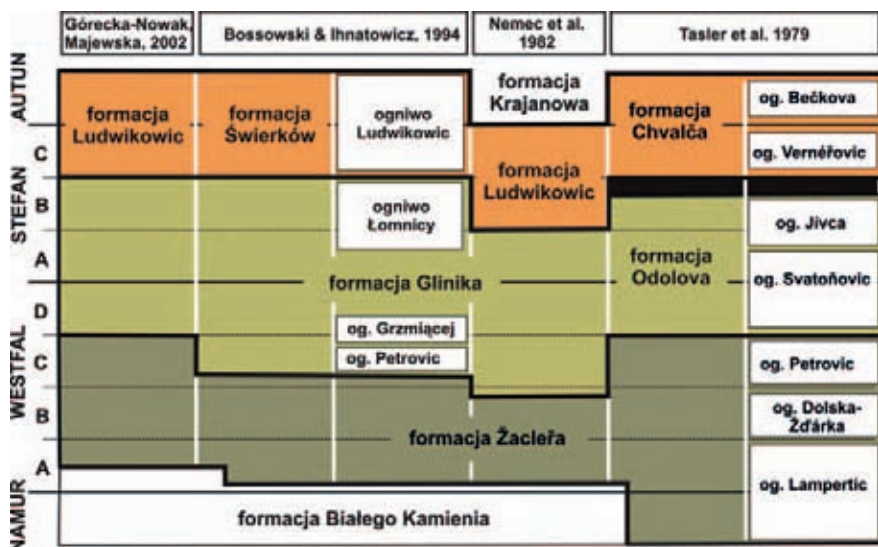 Górecka-Nowak,
Majewska, 2002
Bossowski & Ihnatowicz, 1994
Nemec et al.
1982
Tasler et al. 1979
AUTUN
STEFAN
C
B
A
WESTFAL
D
C
B
A
NAMUR
formacja
Ludwikowic
formacja
Świerków
ogniwo
Ludwikowic
formacja
Krajanowa
formacja
Chvalča
og. Bečkova
og. Vernéřovic
formacja
Ludwikowic
ogniwo
Łomnicy
og. Jivca
formacja Glinika
formacja
Odolova
og. Svatoňovic
og. Grzmiącej
og. Petrovic
og. Petrovic
formacja Žacleřa
og. Dolska-
Žďárka
og. Lampertic
formacja Białego Kamienia